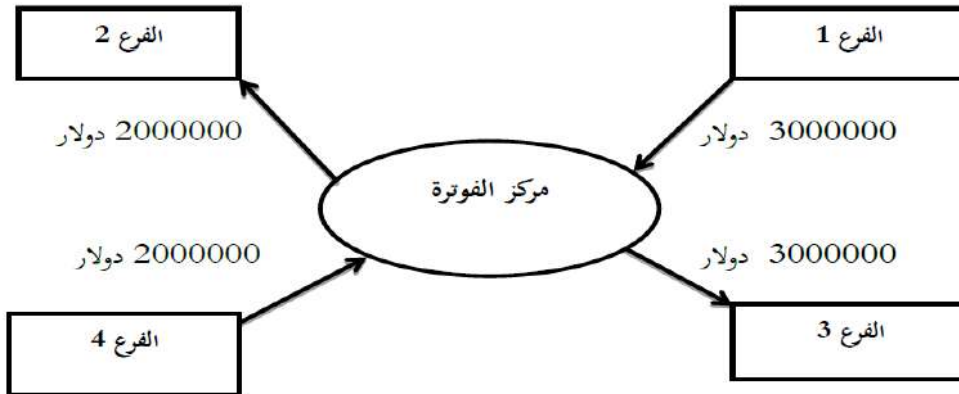 الفرع 1
الفرع 2
3000000 دولار
2000000 دولار
مركز الفوترة
3000000 دولار
2000000 دولار
الفرع 3
الفرع 4